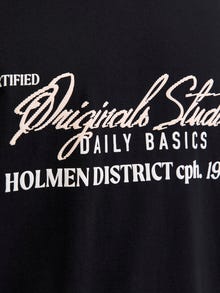 RTIFIED
Originals Studi
DAILY BASICS
HOLMEN DISTRICT cph. 19